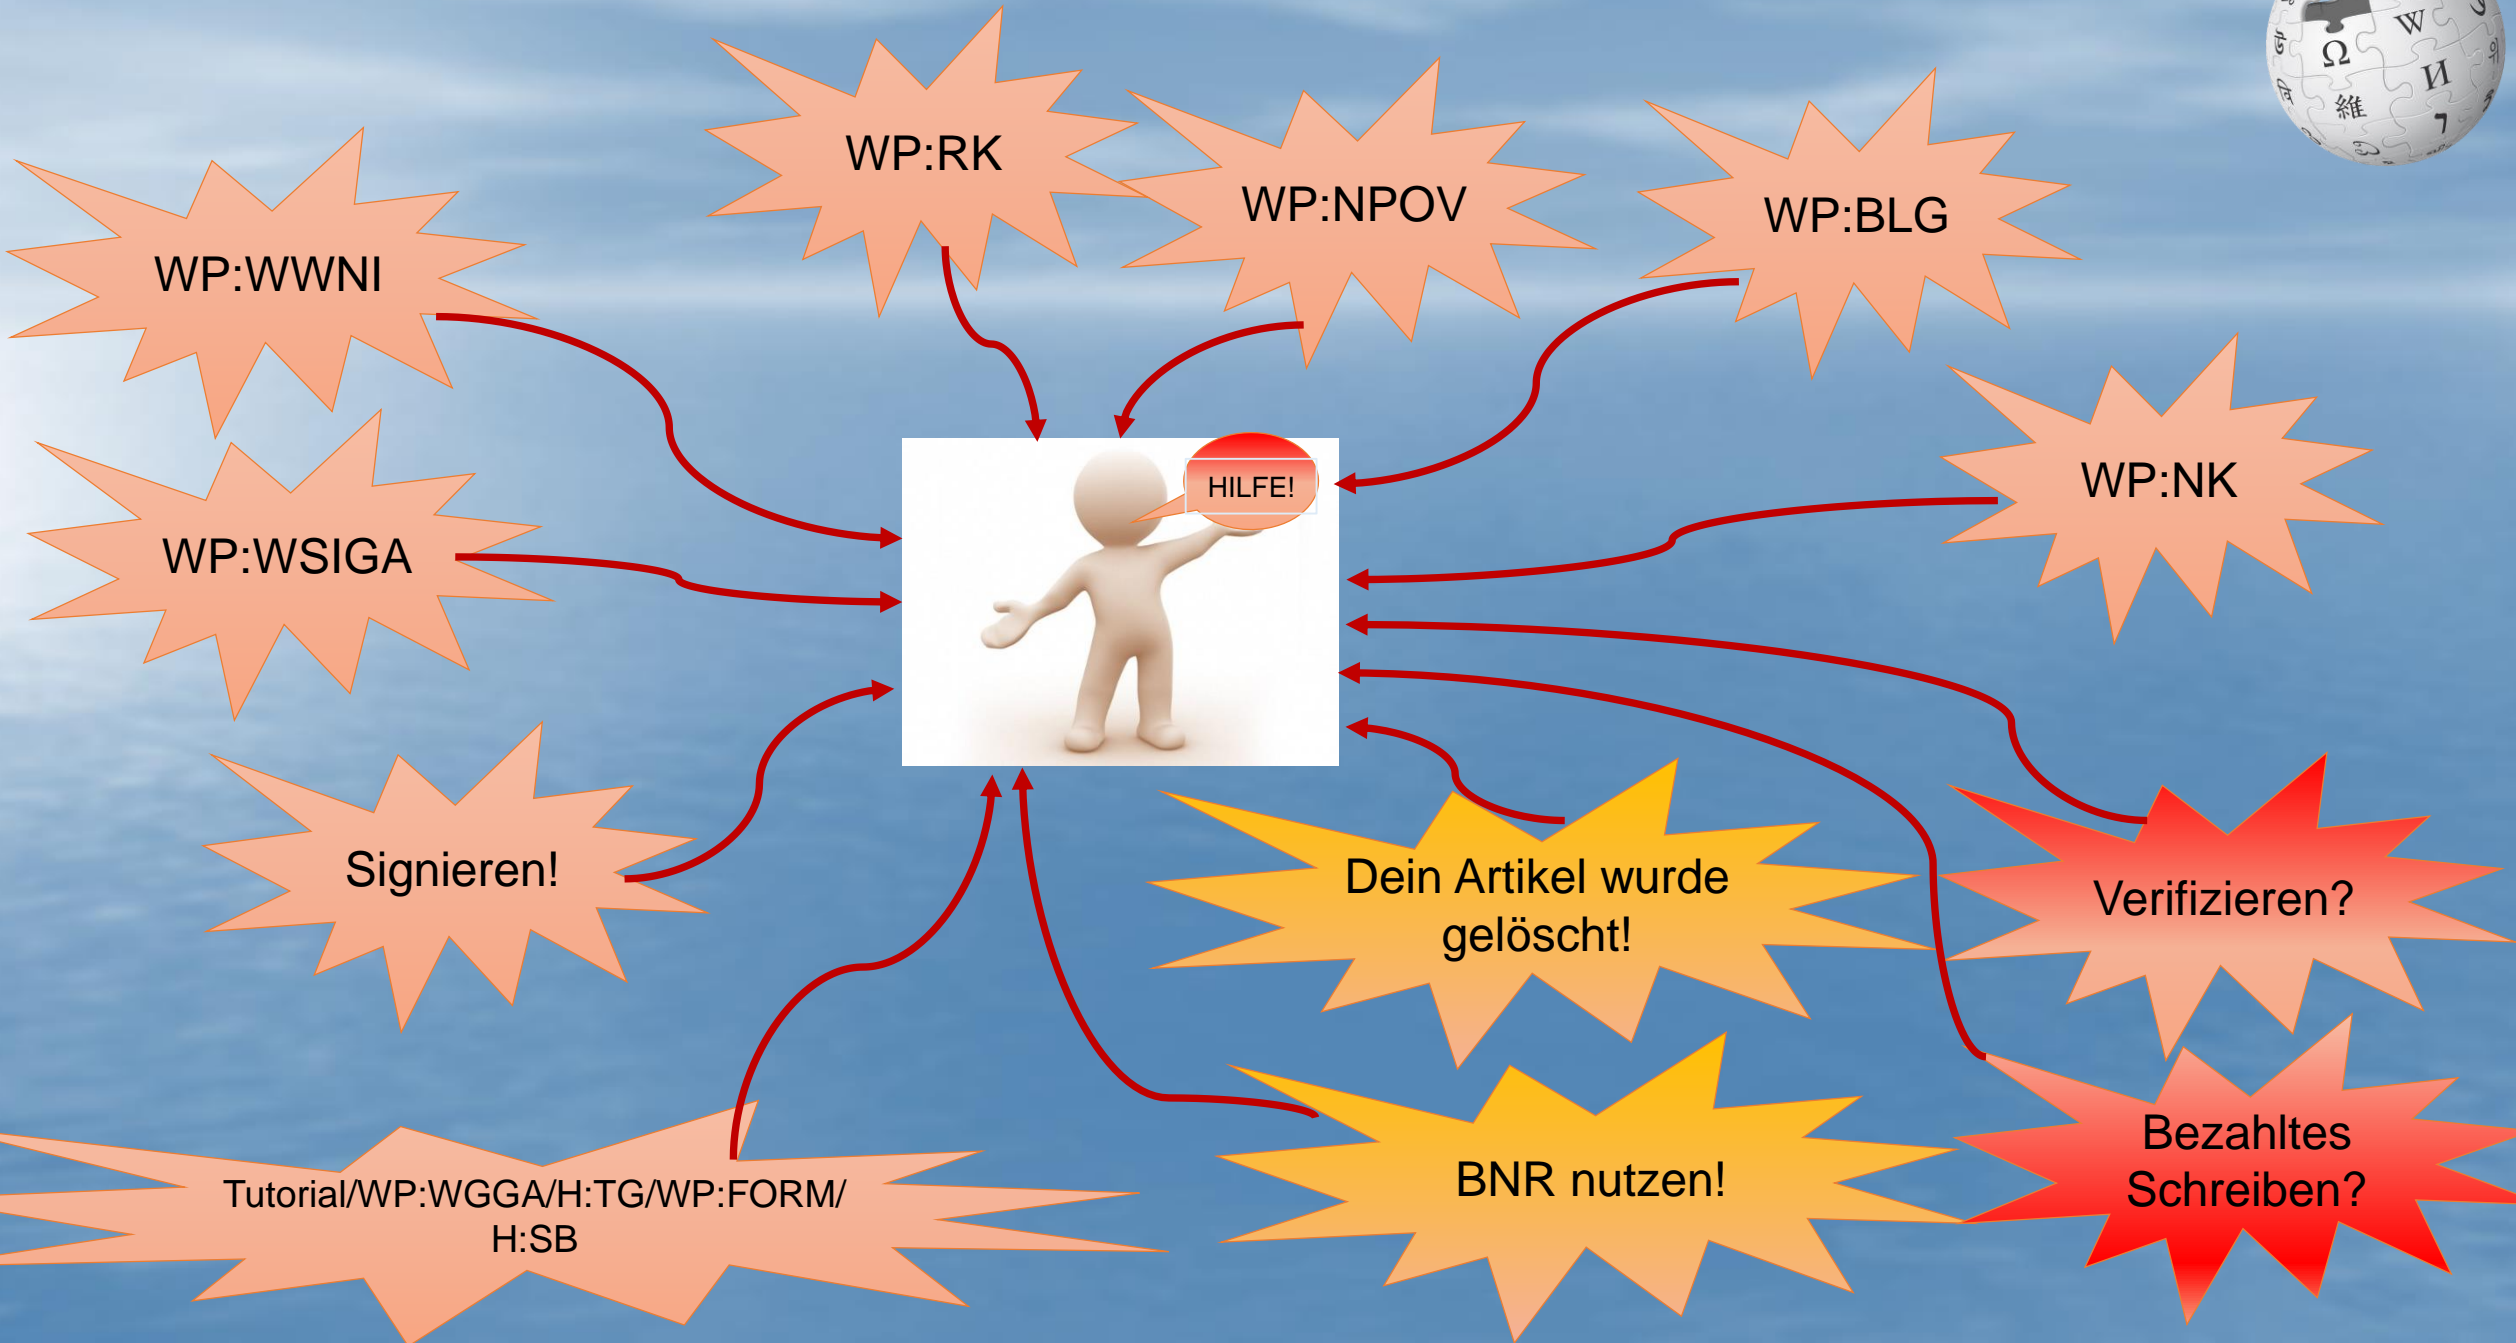 WP:RK
WP:NPOV
WP:BLG
WP:WWNI
WP:NK
HILFE!
WP:WSIGA
Signieren!
Dein Artikel wurde
gelöscht!
Verifizieren?
Bezahltes
Schreiben?
BNR nutzen!
Tutorial/WP:WGGA/H:TG/WP:FORM/
H:SB
Ω
W
И
維